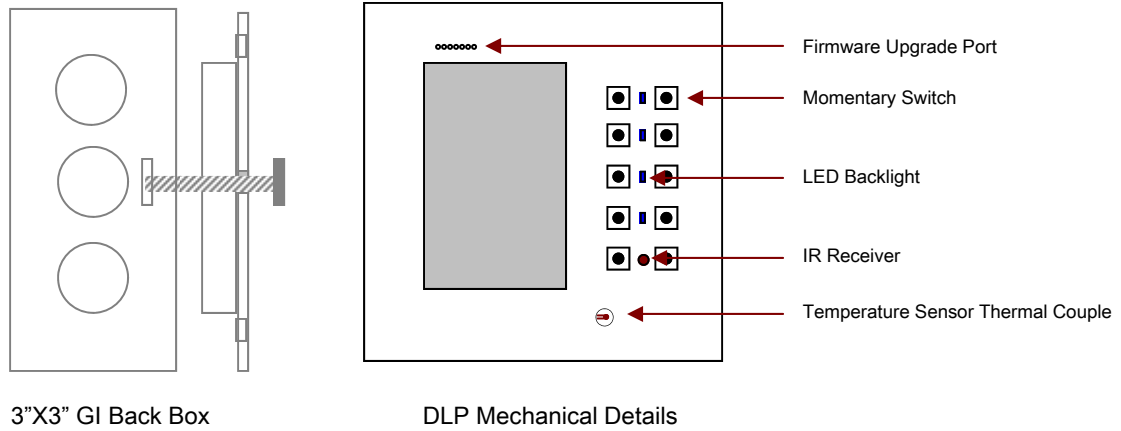 Firmware Upgrade Port
Momentary Switch
LED Backlight
IR Receiver
Temperature Sensor Thermal Couple
3”X3” GI Back Box
DLP Mechanical Details